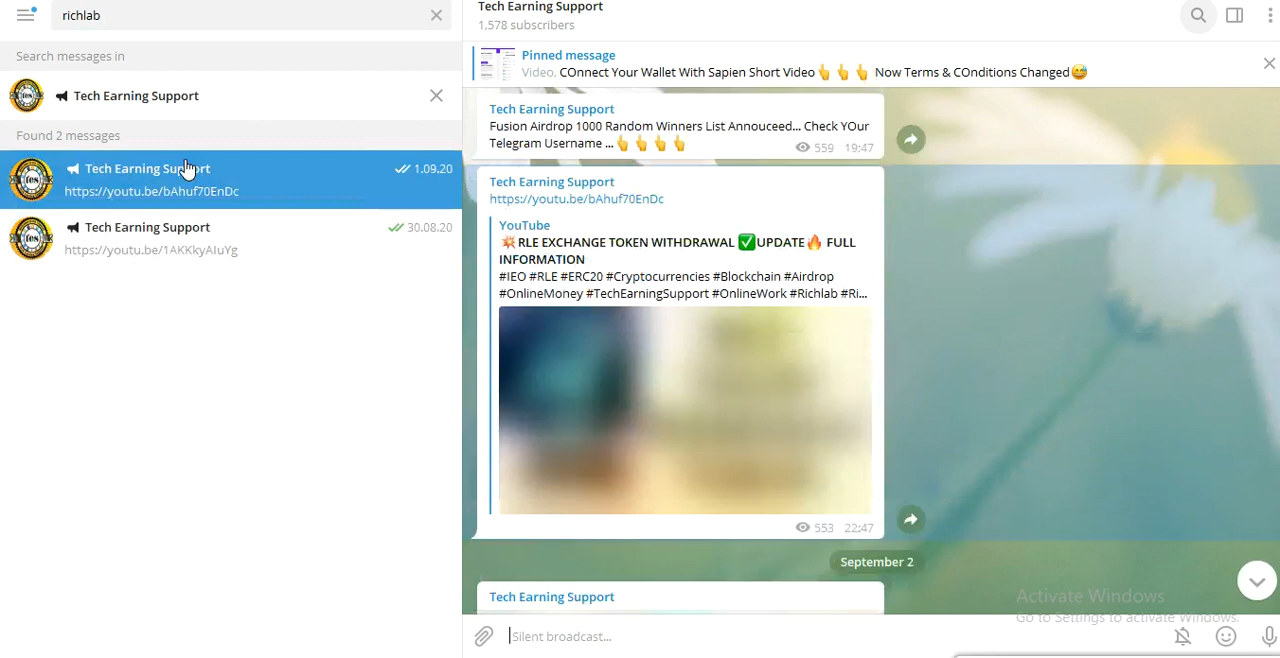 richlab
Search messages in
Tech Earning Support
Found 2 messages
Tech Earning Support
1.09.20
https://youtu.be/bAhuf70EnDc
Tech Earning Support
30.08.20
https://youtu.be/1AKKkyAIuYg
Tech Earning Support
1,578 subscribers
Pinned message
Video, COnnect Your Wallet With Sapien Short Video👆👆👆 Now Terms & COnditions Changed😅
Tech Earning Support
Fusion Airdrop 1000 Random Winners List Annouceed... Check YOur
Telegram Username ...👆👆👆👆
559 19:47
Tech Earning Support
https://youtu.be/bAhuf70EnDc
YouTube
💥RLE EXCHANGE TOKEN WITHDRAWAL ✅UPDATE🔥 FULL
INFORMATION
#IEO #RLE #ERC20 #Cryptocurrencies #Blockchain #Airdrop
#OnlineMoney #TechEarningSupport #OnlineWork #Richlab #Ri...
553 22:47
September 2
Tech Earning Support
Activate Windows
Go to Settings to activate Windows.
Silent broadcast...